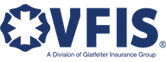 VFIS®
A Division of Glatfelter Insurance Group